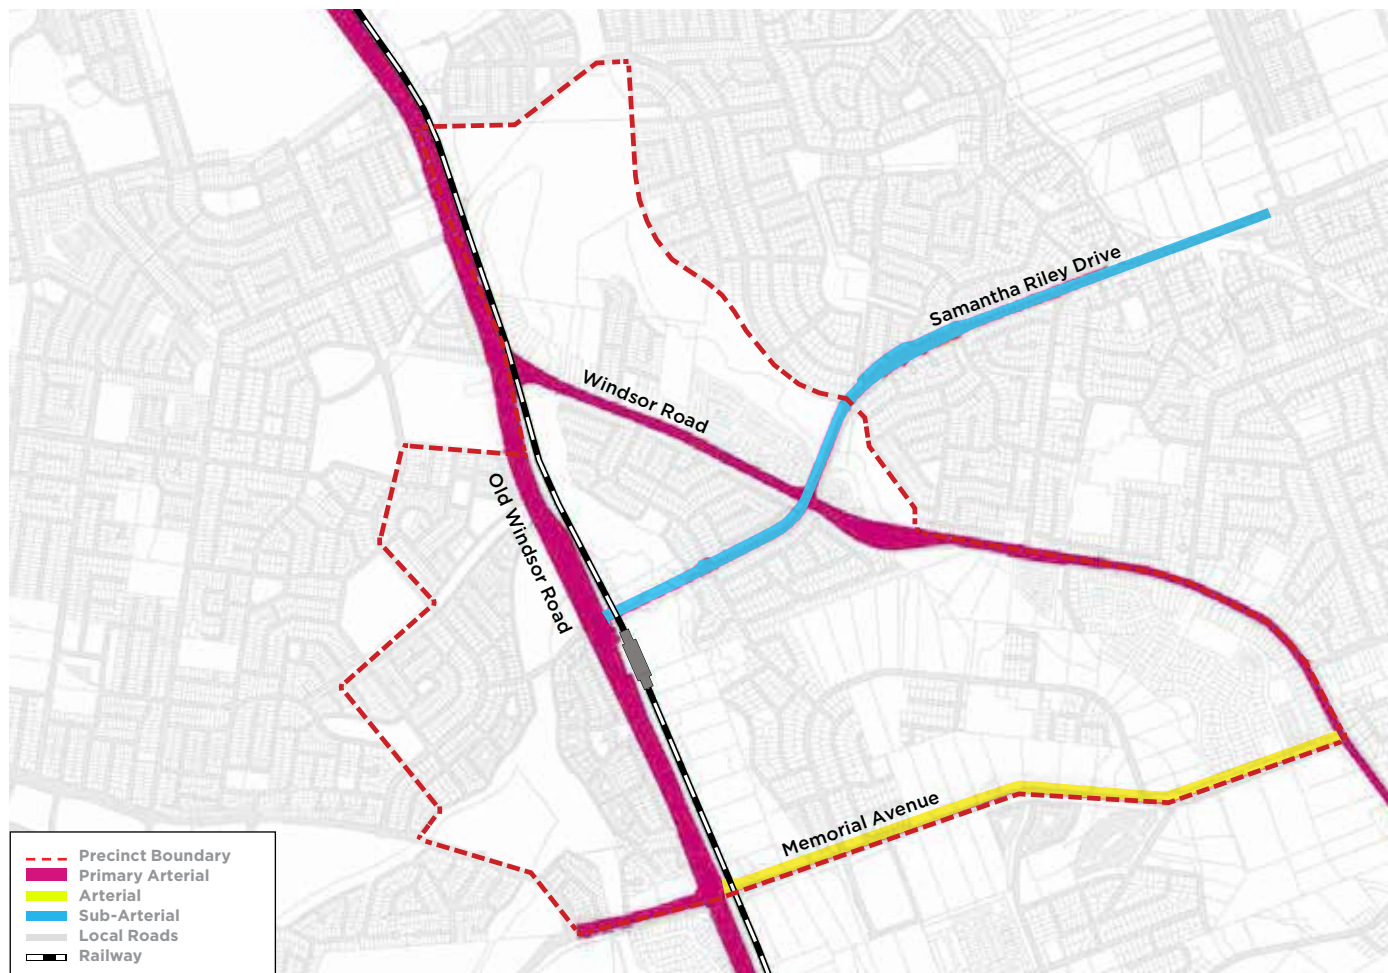 Samantha Riley Drive
Windsor Road
Old Windsor Road
Memorial Avenue
Precinct Boundary
Primary Arterial
Arterial
Sub-Arterial
Local Roads
Railway